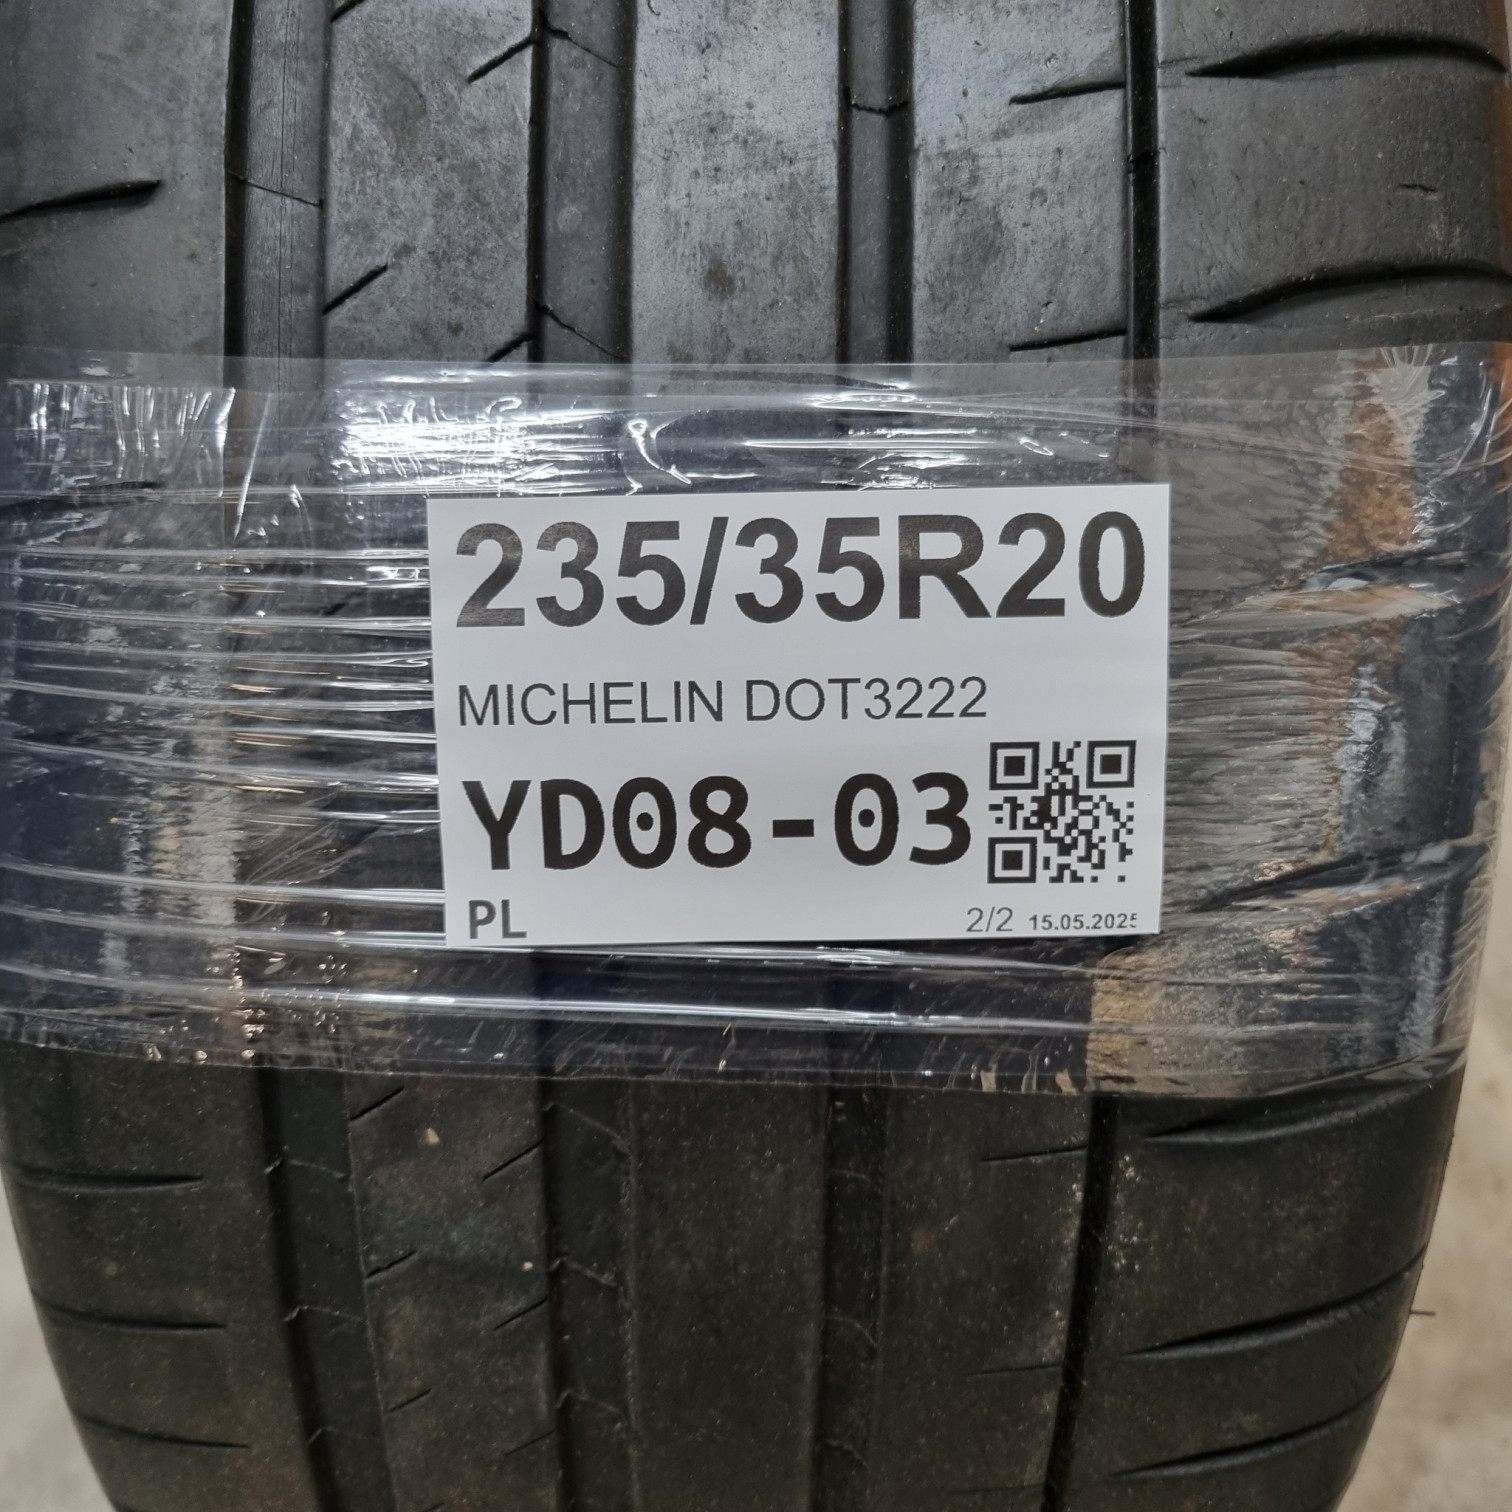 235/35R20
MICHELIN DOT3222
YD08-03
PL
2/2 15.05.2025